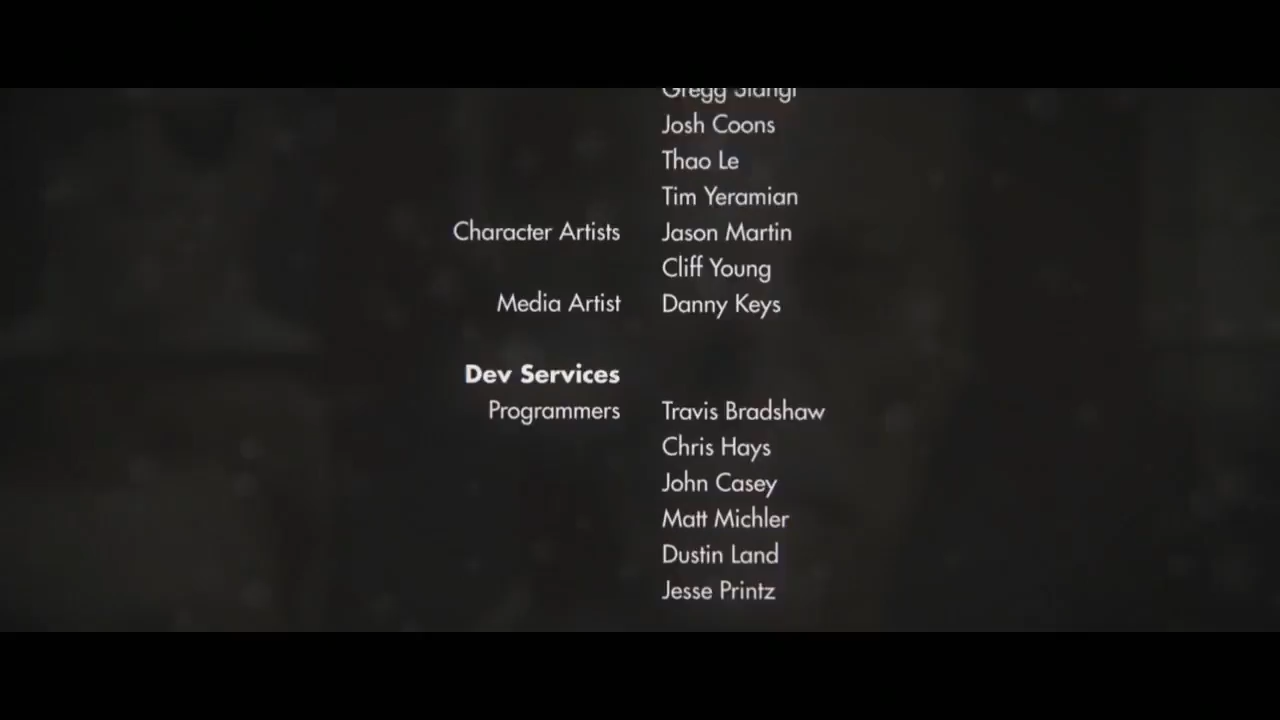 Gregg
Josh Coons
Thao Le
Tim Yeramian
Character Artists Jason Martin
Cliff Young
Media Artist Danny Keys
Dev Services
Programmers Travis Bradshaw
Chris Hays
John Casey
Matt Michler
Dustin Land
Jesse Printz